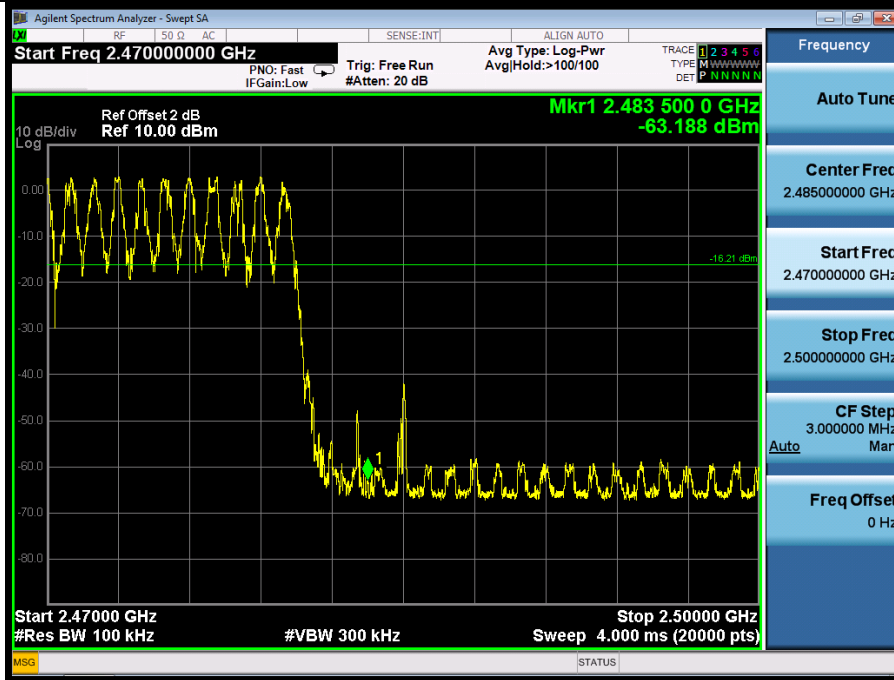 Agilent Spectrum Analyzer - Swept SA
LXI RF 50 Ω AC SENSE:INT ALIGN AUTO
Start Freq 2.470000000 GHz
PNO: Fast
IFGain:Low
Trig: Free Run
#Atten: 20 dB
Avg Type: Log-Pwr
Avg|Hold:>100/100
TRACE 1 2 3 4 5 6
TYPE M WWWWW
DET P N N N N N
Mkr1 2.483 500 0 GHz
-63.188 dBm
Ref Offset 2 dB
10 dB/div Ref 10.00 dBm
Log
0.00
-10.0
-16.21 dBm
-20.0
-30.0
-40.0
-50.0
1
-60.0
-70.0
-80.0
Start 2.47000 GHz Stop 2.50000 GHz
#Res BW 100 kHz #VBW 300 kHz Sweep 4.000 ms (20000 pts)
MSG STATUS
Frequency
Auto Tune
Center Freq
2.485000000 GHz
Start Freq
2.470000000 GHz
Stop Freq
2.500000000 GHz
CF Step
3.000000 MHz
Auto Man
Freq Offset
0 Hz